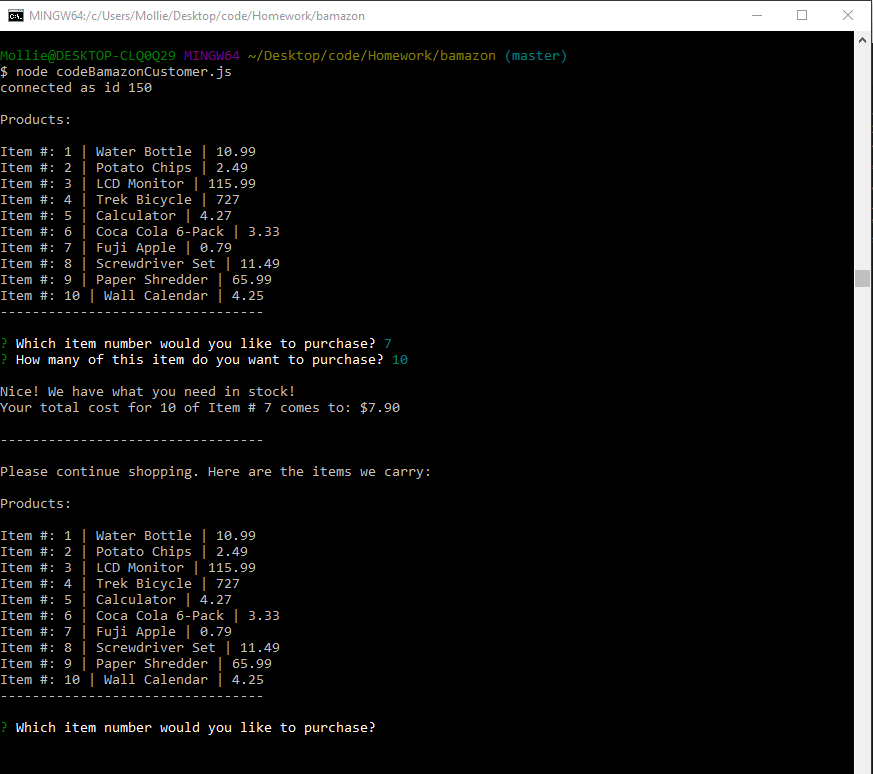 MINGW64:/c/Users/Mollie/Desktop/code/Homework/bamazon
Mollie@DESKTOP-CLQ0Q29 MINGW64 ~/Desktop/code/Homework/bamazon (master)
$ node codeBamazonCustomer.js
connected as id 150
Products:
Item #: 1 | Water Bottle | 10.99
Item #: 2 | Potato Chips | 2.49
Item #: 3 | LCD Monitor | 115.99
Item #: 4 | Trek Bicycle | 727
Item #: 5 | Calculator | 4.27
Item #: 6 | Coca Cola 6-Pack | 3.33
Item #: 7 | Fuji Apple | 0.79
Item #: 8 | Screwdriver Set | 11.49
Item #: 9 | Paper Shredder | 65.99
Item #: 10 | Wall Calendar | 4.25
---------------------------------
? Which item number would you like to purchase? 7
? How many of this item do you want to purchase? 10
Nice! We have what you need in stock!
Your total cost for 10 of Item # 7 comes to: $7.90
---------------------------------
Please continue shopping. Here are the items we carry:
Products:
Item #: 1 | Water Bottle | 10.99
Item #: 2 | Potato Chips | 2.49
Item #: 3 | LCD Monitor | 115.99
Item #: 4 | Trek Bicycle | 727
Item #: 5 | Calculator | 4.27
Item #: 6 | Coca Cola 6-Pack | 3.33
Item #: 7 | Fuji Apple | 0.79
Item #: 8 | Screwdriver Set | 11.49
Item #: 9 | Paper Shredder | 65.99
Item #: 10 | Wall Calendar | 4.25
---------------------------------
? Which item number would you like to purchase?